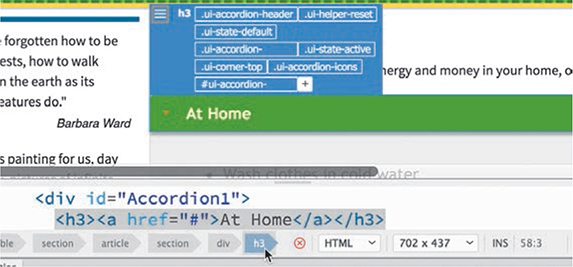 forgotten how to be
ests, how to walk
n the earth as its
eatures do."
Barbara Ward
s painting for us, day
h3 .ui-accordion-header .ui-helper-reset
.ui-state-default
.ui-accordion- .ui-state-active
.ui-corner-top .ui-accordion-icons
#ui-accordion- +
nergy and money in your home, o
At Home
Wash clothes in cold water
<div id="Accordion1">
<h3><a href="#">At Home</a></h3>
ble section article section div h3 HTML 702 x 437 INS 58:3